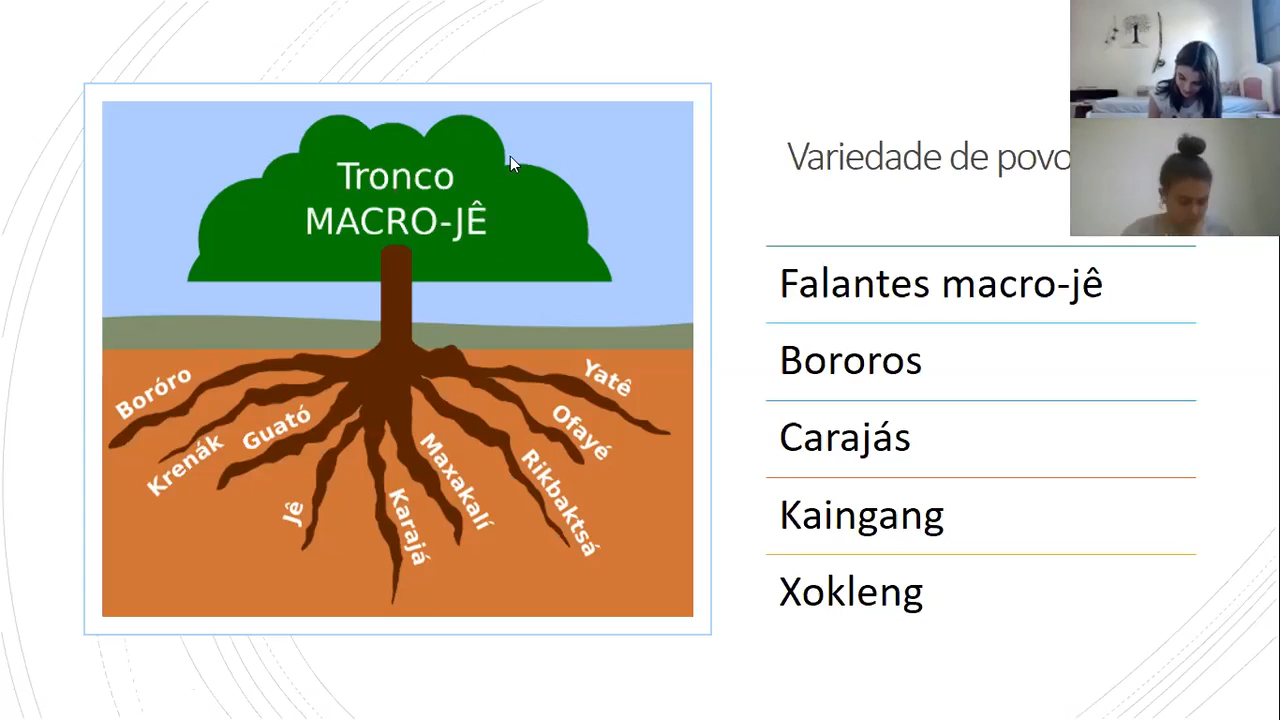 Tronco
MACRO-JÊ
Boróro
Krenák
Guató
Jê
Karajá
Maxakalí
Rikbaktsá
Ofayé
Yatê
Variedade de povo
Falantes macro-jê
Bororos
Carajás
Kaingang
Xokleng